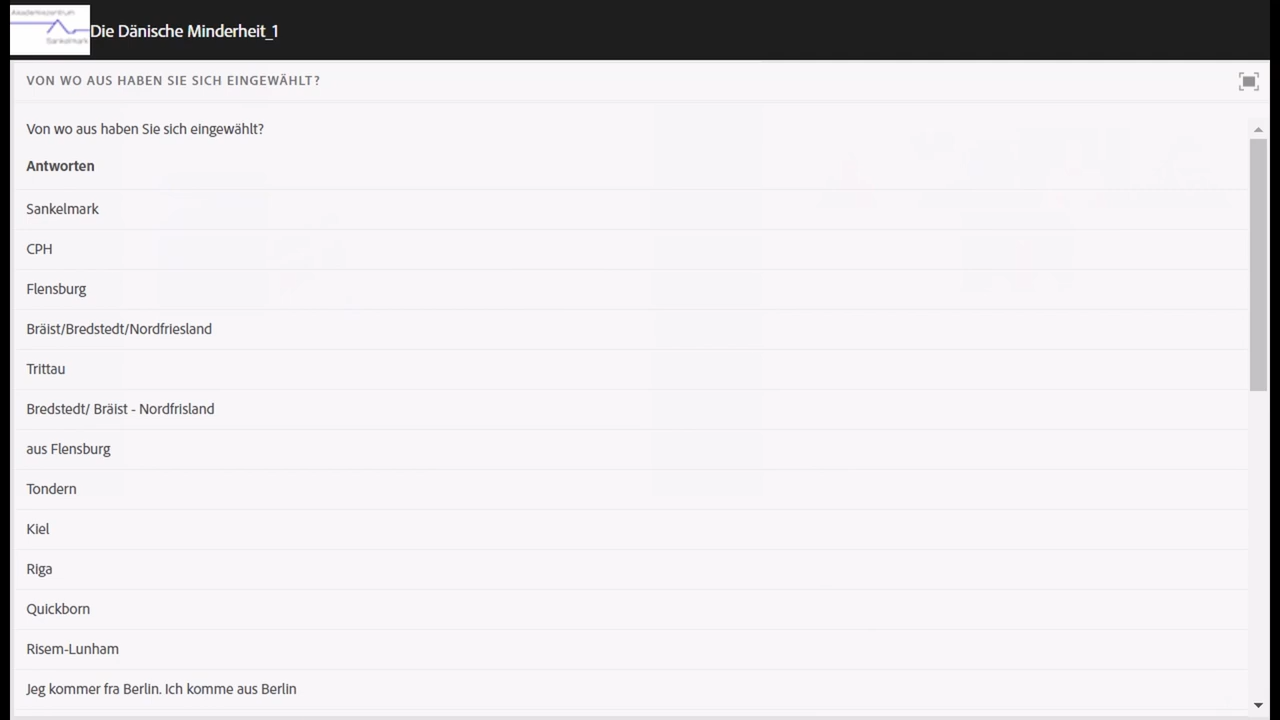 Akademiezentrum
Sankelmark
Die Dänische Minderheit_1
VON WO AUS HABEN SIE SICH EINGEWÄHLT?
Von wo aus haben Sie sich eingewählt?
Antworten
Sankelmark
CPH
Flensburg
Bräist/Bredstedt/Nordfriesland
Trittau
Bredstedt/ Bräist - Nordfrisland
aus Flensburg
Tondern
Kiel
Riga
Quickborn
Risem-Lunham
Jeg kommer fra Berlin. Ich komme aus Berlin